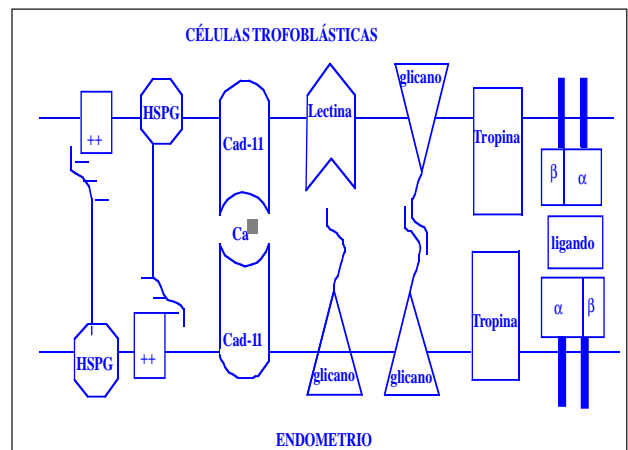 CÉLULAS TROFOBLÁSTICAS
glicano
HSPG
Lectina
++
Cad-11
Tropina
β α
Ca
ligando
α β
Tropina
Cad-11
++
HSPG
glicano
glicano
ENDOMETRIO